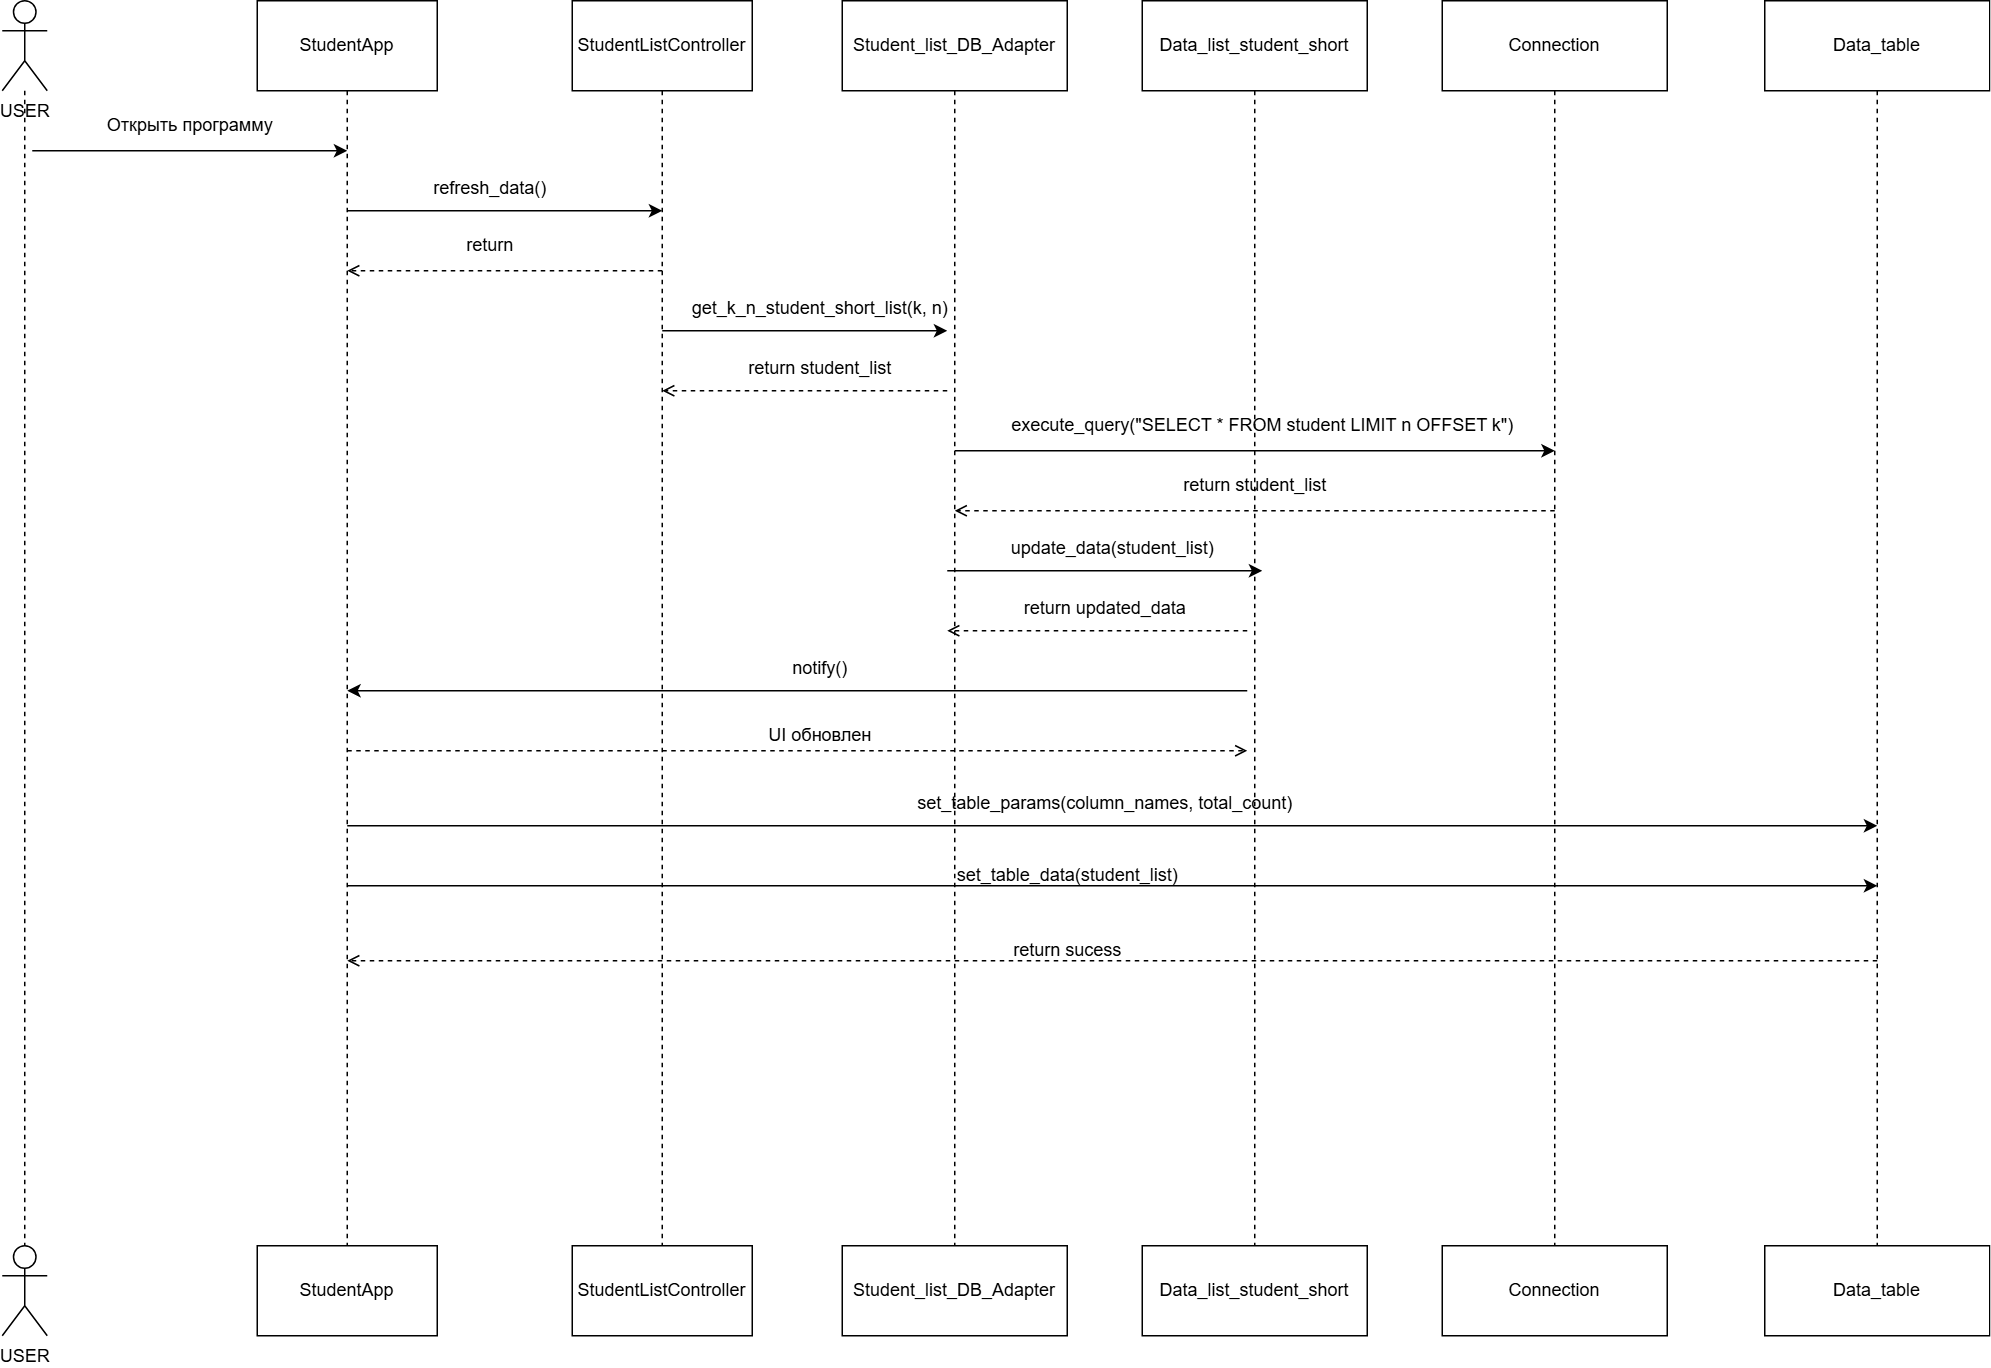 StudentApp
StudentListController
Student_list_DB_Adapter
Data_list_student_short
Connection
Data_table
USER
Открыть программу
refresh_data()
return
get_k_n_student_short_list(k, n)
return student_list
execute_query("SELECT * FROM student LIMIT n OFFSET k")
return student_list
update_data(student_list)
return updated_data
notify()
UI обновлен
set_table_params(column_names, total_count)
set_table_data(student_list)
return sucess
StudentApp
StudentListController
Student_list_DB_Adapter
Data_list_student_short
Connection
Data_table
USER